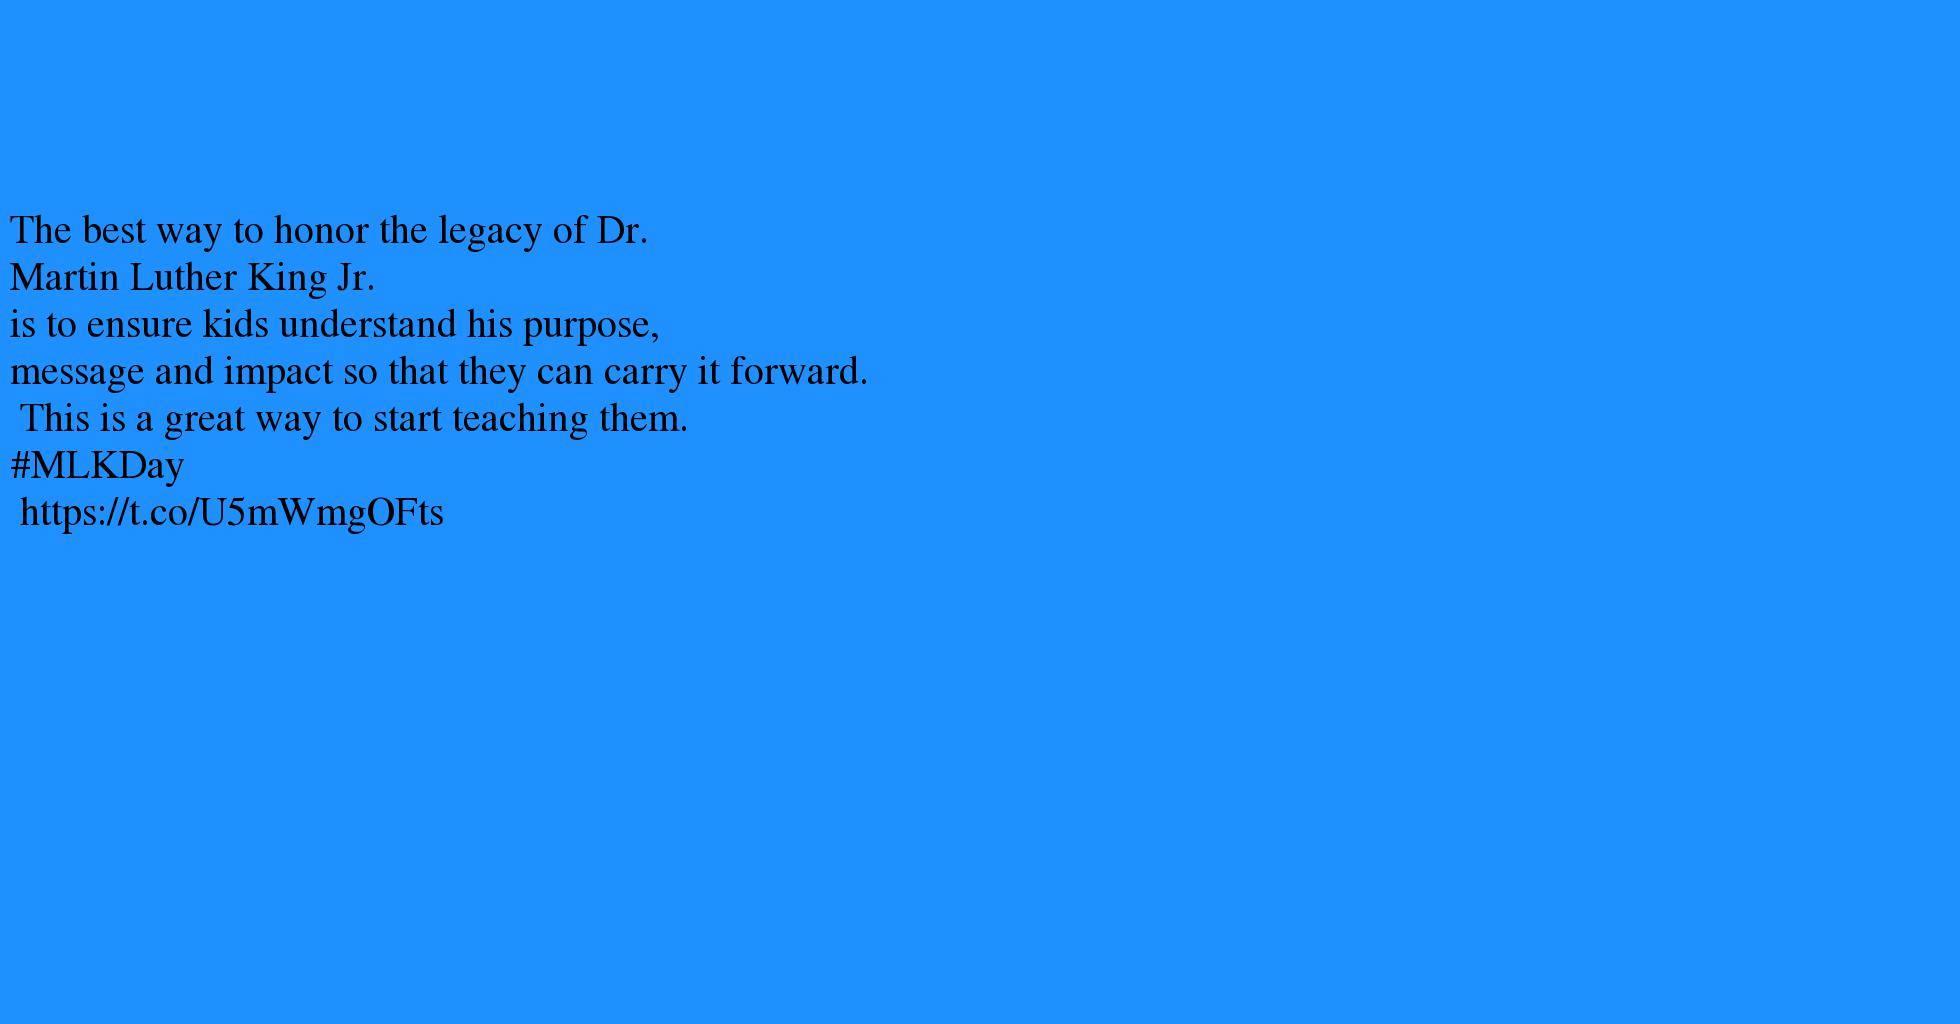 The best way to honor the legacy of Dr.
Martin Luther King Jr.
is to ensure kids understand his purpose,
message and impact so that they can carry it forward.
This is a great way to start teaching them.
#MLKDay
https://t.co/U5mWmgOFts